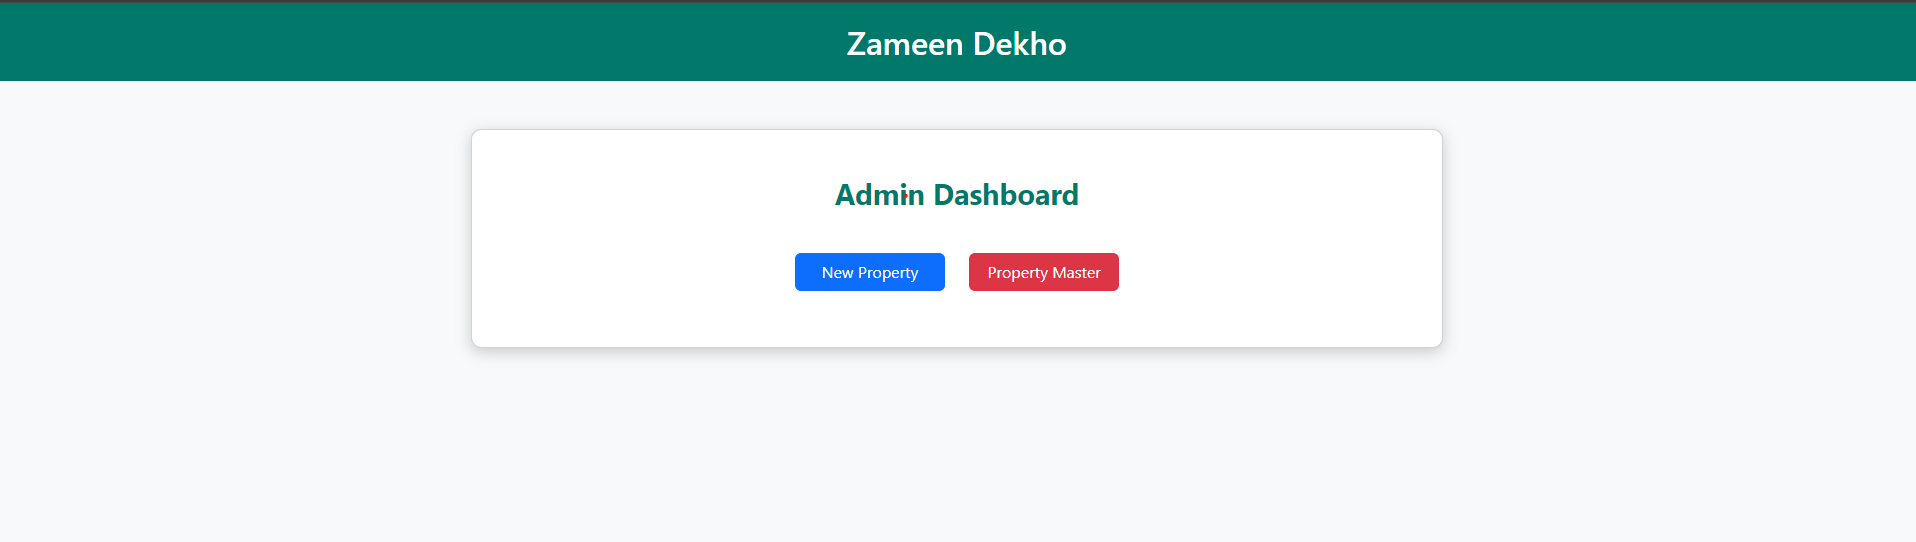 Zameen Dekho
Admin Dashboard
New Property
Property Master